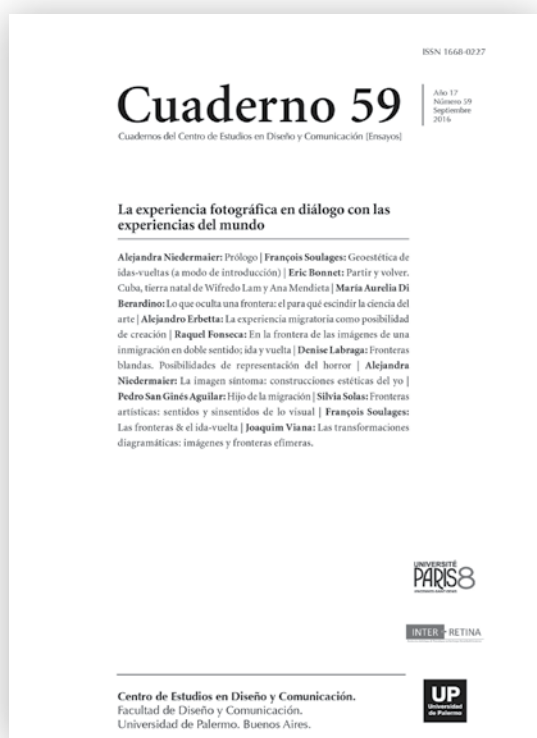 ISSN 1668-0227
Cuaderno 59
Año 17
Número 59
Septiembre
2016
Cuadernos del Centro de Estudios en Diseño y Comunicación [Ensayos]
La experiencia fotográfica en diálogo con las
experiencias del mundo
Alejandra Niedermaier: Prólogo | François Soulages: Geoestética de
idas-vueltas (a modo de introducción) | Eric Bonnet: Partir y volver.
Cuba, tierra natal de Wifredo Lam y Ana Mendieta | María Aurelia Di
Berardino: Lo que oculta una frontera: el para qué escindir la ciencia del
arte | Alejandro Erbetta: La experiencia migratoria como posibilidad
de creación | Raquel Fonseca: En la frontera de las imágenes de una
inmigración en doble sentido; ida y vuelta | Denise Labraga: Fronteras
blandas. Posibilidades de representación del horror | Alejandra
Niedermaier: La imagen síntoma: construcciones estéticas del yo |
Pedro San Ginés Aguilar: Hijo de la migración | Silvia Solas: Fronteras
artísticas: sentidos y sinsentidos de lo visual | François Soulages:
Las fronteras & el ida-vuelta | Joaquim Viana: Las transformaciones
diagramáticas: imágenes y fronteras efímeras.
UNIVERSITÉ
PARIS8
INTER RETINA
Centro de Estudios en Diseño y Comunicación.
Facultad de Diseño y Comunicación.
Universidad de Palermo. Buenos Aires.
UP
Universidad
de Palermo